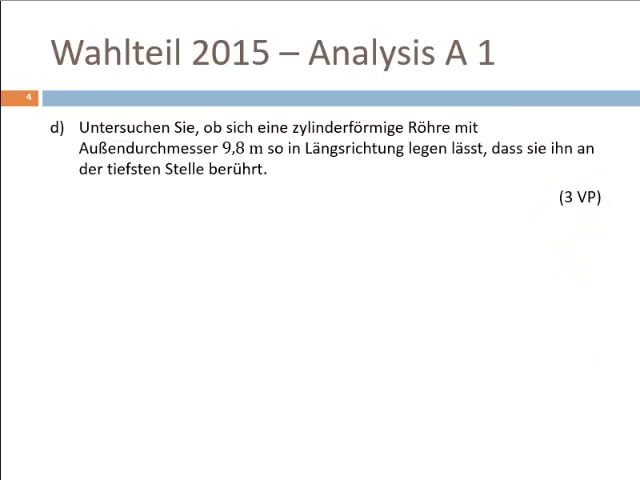 Wahlteil 2015 – Analysis A 1
4
d) Untersuchen Sie, ob sich eine zylinderförmige Röhre mit
Außendurchmesser 9,8 m so in Längsrichtung legen lässt, dass sie ihn an
der tiefsten Stelle berührt.
(3 VP)